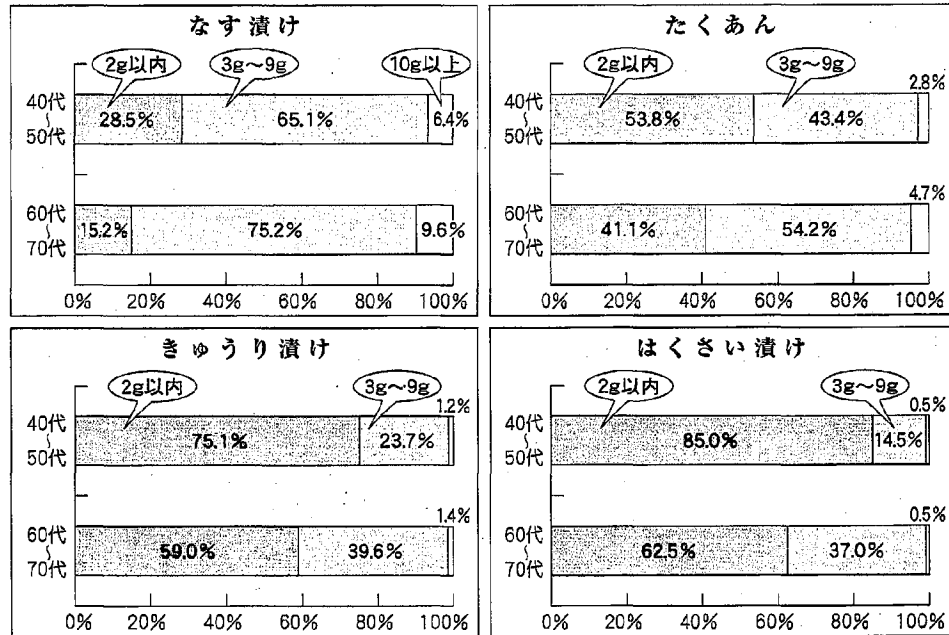 なす漬け
2g以内 3g〜9g 10g以上
40代〜50代 28.5% 65.1% 6.4%
60代〜70代 15.2% 75.2% 9.6%
0% 20% 40% 60% 80% 100%
たくあん
2g以内 3g〜9g
2.8%
40代〜50代 53.8% 43.4%
4.7%
60代〜70代 41.1% 54.2%
0% 20% 40% 60% 80% 100%
きゅうり漬け
2g以内 3g〜9g
1.2%
40代〜50代 75.1% 23.7%
1.4%
60代〜70代 59.0% 39.6%
0% 20% 40% 60% 80% 100%
はくさい漬け
2g以内 3g〜9g
0.5%
40代〜50代 85.0% 14.5%
0.5%
60代〜70代 62.5% 37.0%
0% 20% 40% 60% 80% 100%